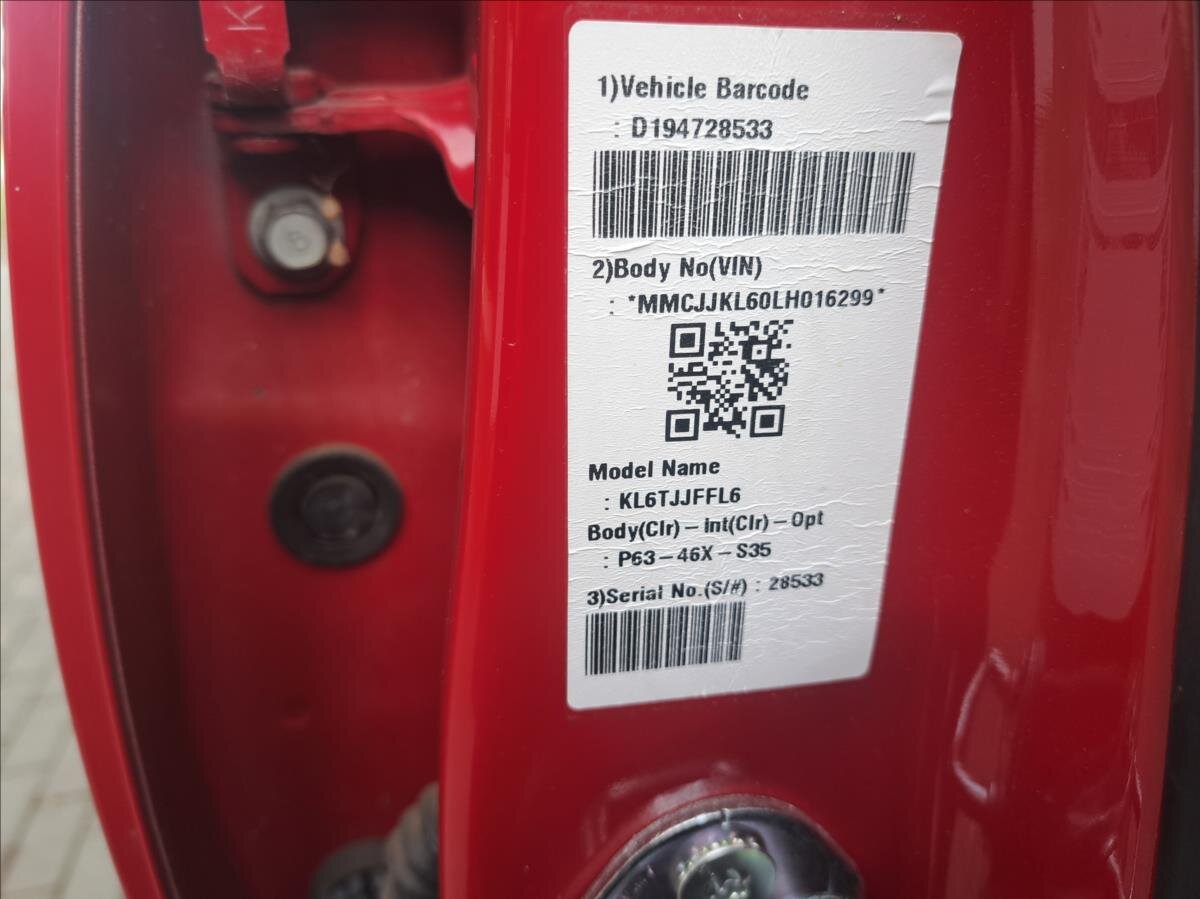 K
1)Vehicle Barcode
: D194728533
2)Body No(VIN)
: *MMCJJKL60LH016299*
Model Name
: KL6TJJFFL6
Body(Clr)－Int(Clr)－Opt
: P63－46X－S35
3)Serial No.(S/#) : 28533